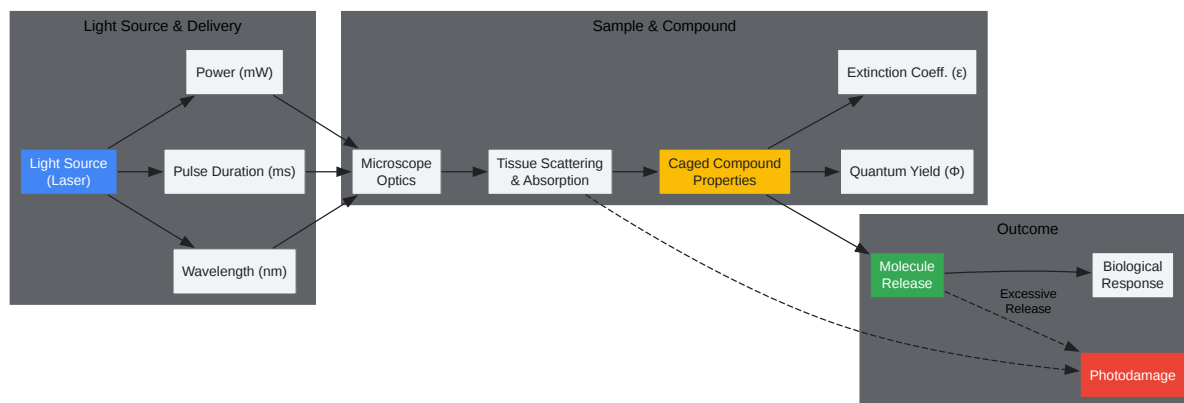 Light Source & Delivery
Power (mW)
Light Source
(Laser)
Pulse Duration (ms)
Wavelength (nm)
Sample & Compound
Microscope
Optics
Tissue Scattering
& Absorption
Caged Compound
Properties
Extinction Coeff. (ε)
Quantum Yield (Φ)
Outcome
Molecule
Release
Biological
Response
Excessive
Release
Photodamage